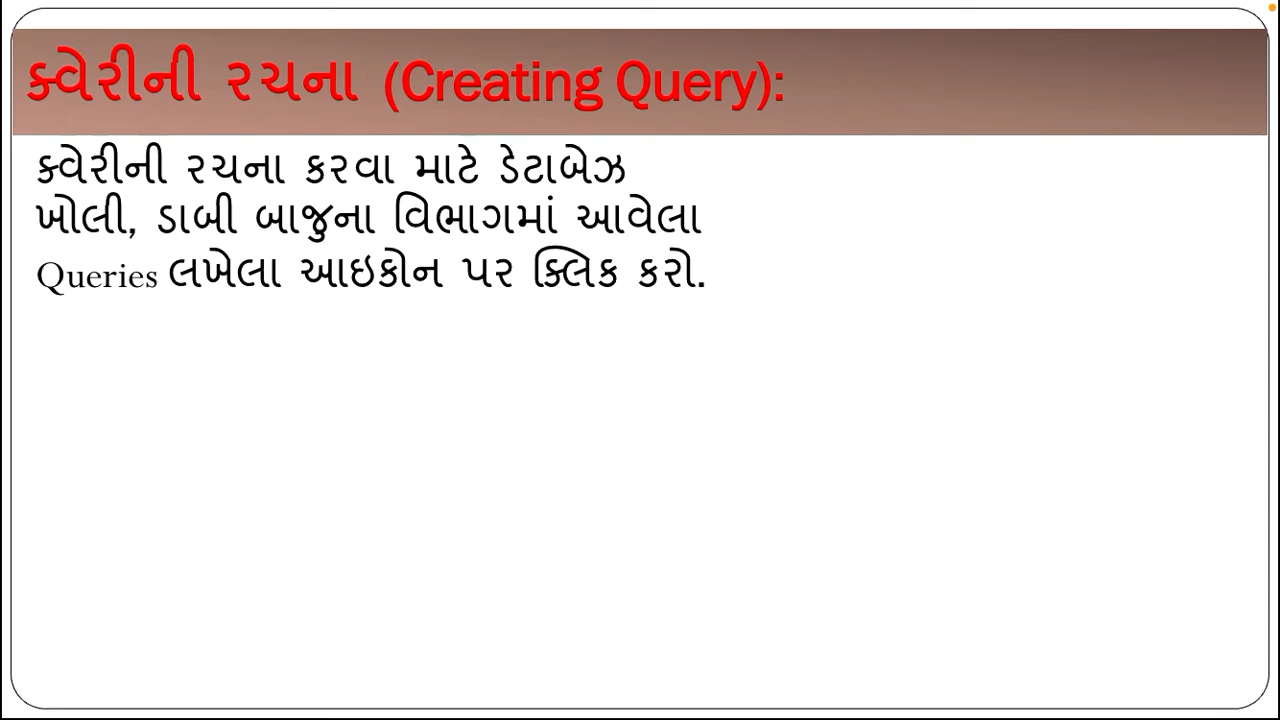 ક્વેરીની રચના (Creating Query):
ક્વેરીની રચના કરવા માટે ડેટાબેઝ
ખોલી, ડાબી બાજુના વિભાગમાં આવેલા
Queries લખેલા આઇકોન પર ક્લિક કરો.